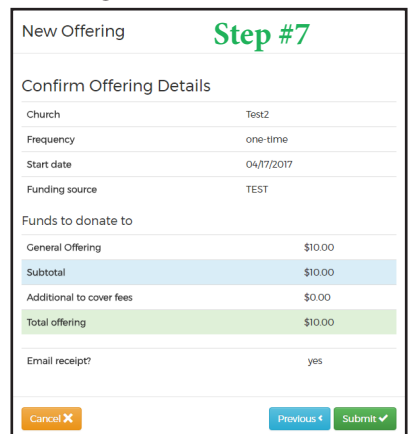 New Offering Step #7
Confirm Offering Details
Church Test2
Frequency one-time
Start date 04/17/2017
Funding source TEST
Funds to donate to
General Offering $10.00
Subtotal $10.00
Additional to cover fees $0.00
Total offering $10.00
Email receipt? yes
Cancel Previous Submit